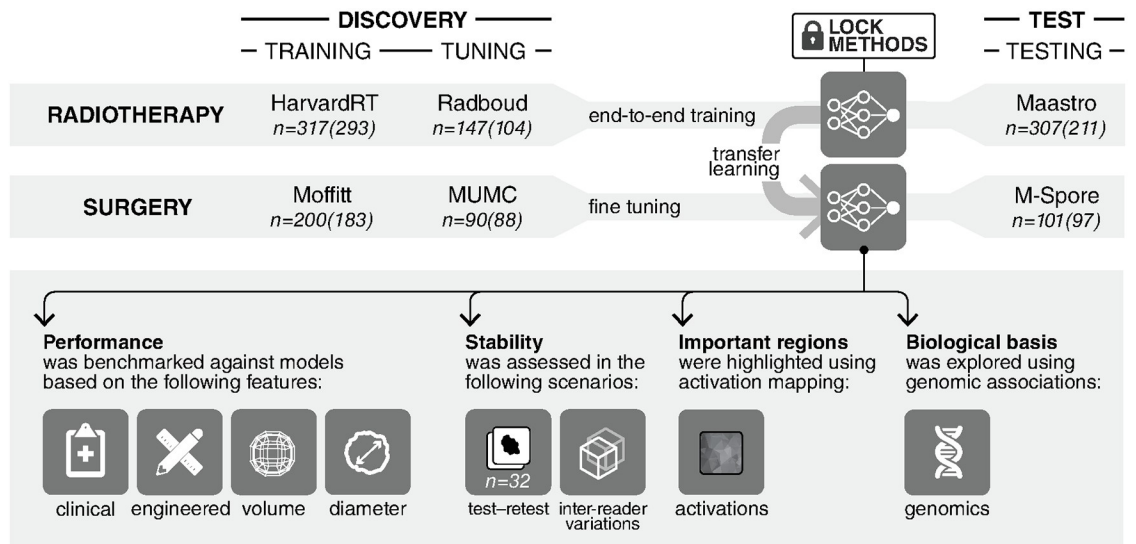 DISCOVERY
TRAINING
TUNING
LOCK
METHODS
TEST
TESTING
RADIOTHERAPY
HarvardRT
n=317(293)
Radboud
n=147(104)
end-to-end training
Maastro
n=307(211)
transfer
learning
SURGERY
Moffitt
n=200(183)
MUMC
n=90(88)
fine tuning
M-Spore
n=101(97)
Performance
was benchmarked against models
based on the following features:
clinical
engineered
volume
diameter
Stability
was assessed in the
following scenarios:
n=32
test–retest
inter-reader
variations
Important regions
were highlighted using
activation mapping:
activations
Biological basis
was explored using
genomic associations:
genomics